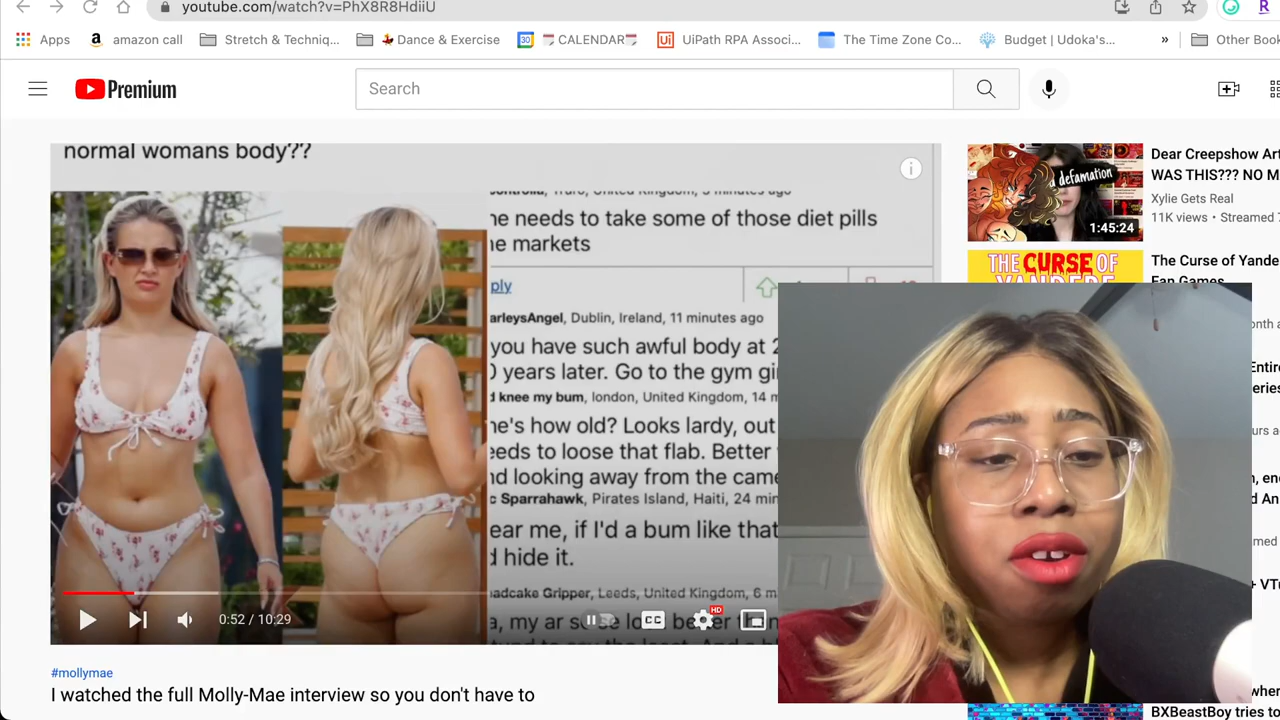 youtube.com/watch?v=PhX8R8HdiiU
Apps
amazon call
Stretch & Techniq...
Dance & Exercise
CALENDAR
UiPath RPA Associ...
The Time Zone Co...
Budget | Udoka's...
»
Other Book
Premium
Search
normal womans body??
ne needs to take some of those diet pills
ne markets
ply
arleysAngel, Dublin, Ireland, 11 minutes ago
you have such awful body at 2
0 years later. Go to the gym gi
d knee my bum, london, United Kingdom, 14 m
ne's how old? Looks lardy, out
eeds to loose that flab. Better
nd looking away from the came
c Sparrahawk, Pirates Island, Haiti, 24 min
ear me, if I'd a bum like that
d hide it.
adcake Gripper, Leeds, United Kingdom, 6 m
0:52 / 10:29
CC
HD
#mollymae
I watched the full Molly-Mae interview so you don't have to
defamation
1:45:24
Dear Creepshow Art
WAS THIS??? NO M
Xylie Gets Real
11K views • Streamed 7
THE CURSE OF
The Curse of Yande
Fan Games
BXBeastBoy tries to